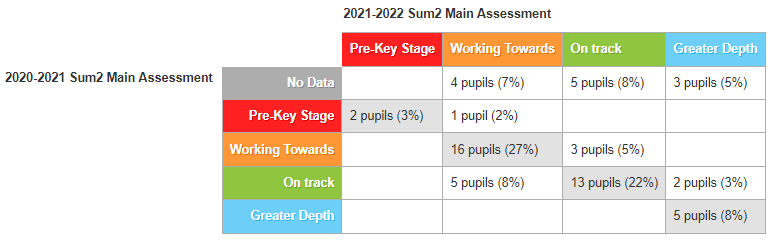 2021-2022 Sum2 Main Assessment
Pre-Key Stage Working Towards On track Greater Depth
2020-2021 Sum2 Main Assessment No Data 4 pupils (7%) 5 pupils (8%) 3 pupils (5%)
Pre-Key Stage 2 pupils (3%) 1 pupil (2%)
Working Towards 16 pupils (27%) 3 pupils (5%)
On track 5 pupils (8%) 13 pupils (22%) 2 pupils (3%)
Greater Depth 5 pupils (8%)